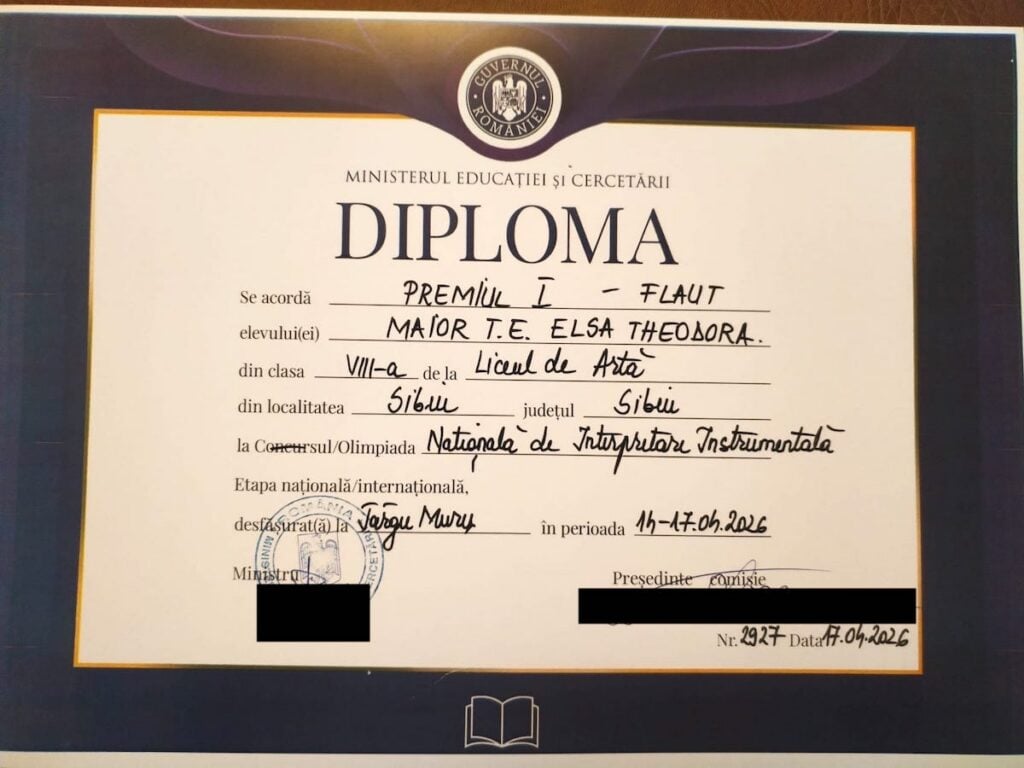 GUVERNUL ROMÂNIEI
MINISTERUL EDUCAȚIEI ȘI CERCETĂRII
DIPLOMA
Se acordă PREMIUL I - FLAUT
elevului(ei) MAIOR T.E. ELSA THEODORA.
din clasa VIII-a de la Liceul de Artă
din localitatea Sibiu județul Sibiu
la Concursul/Olimpiada Națională de Interpretare Instrumentală
Etapa națională/internațională,
desfășurat(ă) la Târgu Mureș în perioada 14-17.04.2026
ROMÂNIA
Ministru
Președinte comisie
Nr. 2927 Data 17.04.2026